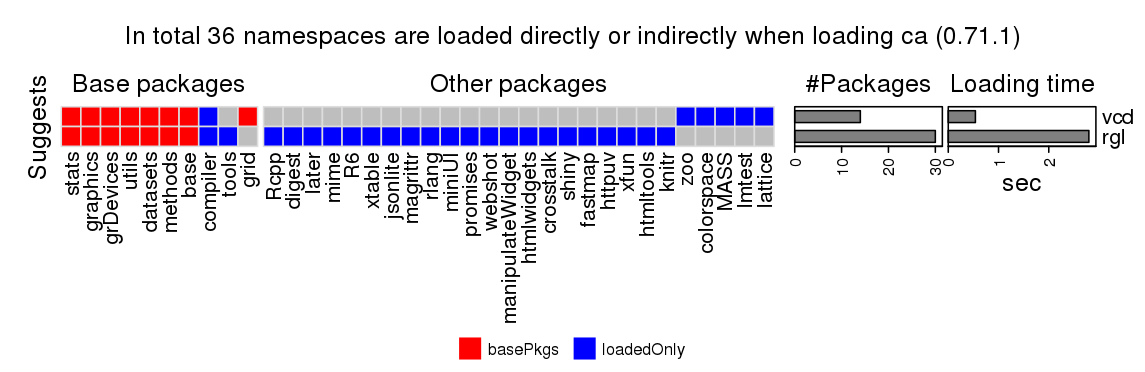 In total 36 namespaces are loaded directly or indirectly when loading ca (0.71.1)
Base packages
Other packages
#Packages
Loading time
Suggests
vcd
rgl
stats
graphics
grDevices
utils
datasets
methods
base
compiler
tools
grid
Rcpp
digest
later
mime
R6
xtable
jsonlite
magrittr
rlang
miniUI
promises
webshot
manipulateWidget
htmlwidgets
crosstalk
shiny
fastmap
httpuv
xfun
htmltools
knitr
zoo
colorspace
MASS
lmtest
lattice
0 10 20 30
0 1 2
sec
basePkgs
loadedOnly